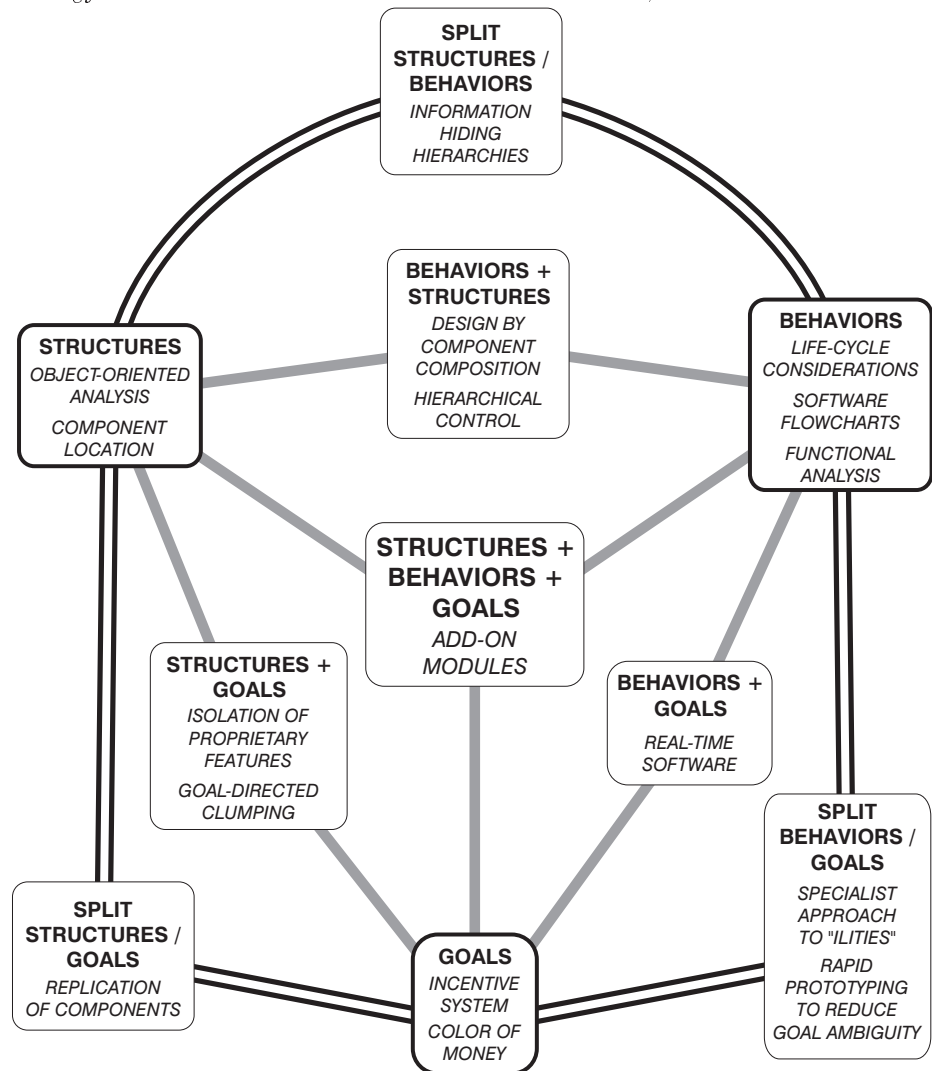 SPLIT
STRUCTURES /
BEHAVIORS
INFORMATION
HIDING
HIERARCHIES
BEHAVIORS +
STRUCTURES
DESIGN BY
COMPONENT
COMPOSITION
HIERARCHICAL
CONTROL
STRUCTURES
OBJECT-ORIENTED
ANALYSIS
COMPONENT
LOCATION
BEHAVIORS
LIFE-CYCLE
CONSIDERATIONS
SOFTWARE
FLOWCHARTS
FUNCTIONAL
ANALYSIS
STRUCTURES +
BEHAVIORS +
GOALS
ADD-ON
MODULES
STRUCTURES +
GOALS
ISOLATION OF
PROPRIETARY
FEATURES
GOAL-DIRECTED
CLUMPING
BEHAVIORS +
GOALS
REAL-TIME
SOFTWARE
SPLIT
BEHAVIORS /
GOALS
SPECIALIST
APPROACH
TO "ILITIES"
RAPID
PROTOTYPING
TO REDUCE
GOAL AMBIGUITY
SPLIT
STRUCTURES /
GOALS
REPLICATION
OF COMPONENTS
GOALS
INCENTIVE
SYSTEM
COLOR OF
MONEY